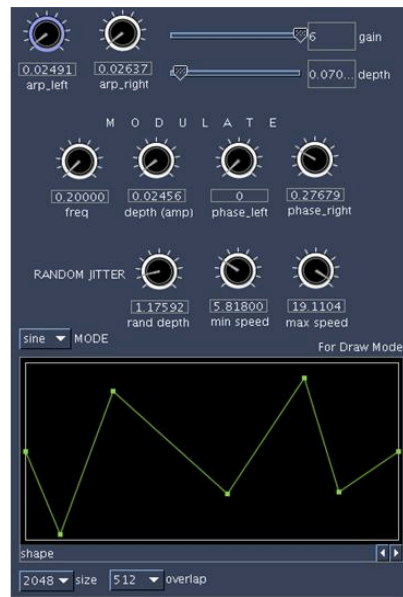 6 gain
0.02491 0.02637
arp_left arp_right
0.070... depth
M O D U L A T E
0.20000 0.02456 0 0.27679
freq depth (amp) phase_left phase_right
RANDOM JITTER
1.17592 5.81800 19.1104
rand depth min speed max speed
sine MODE
For Draw Mode
shape
2048 size 512 overlap